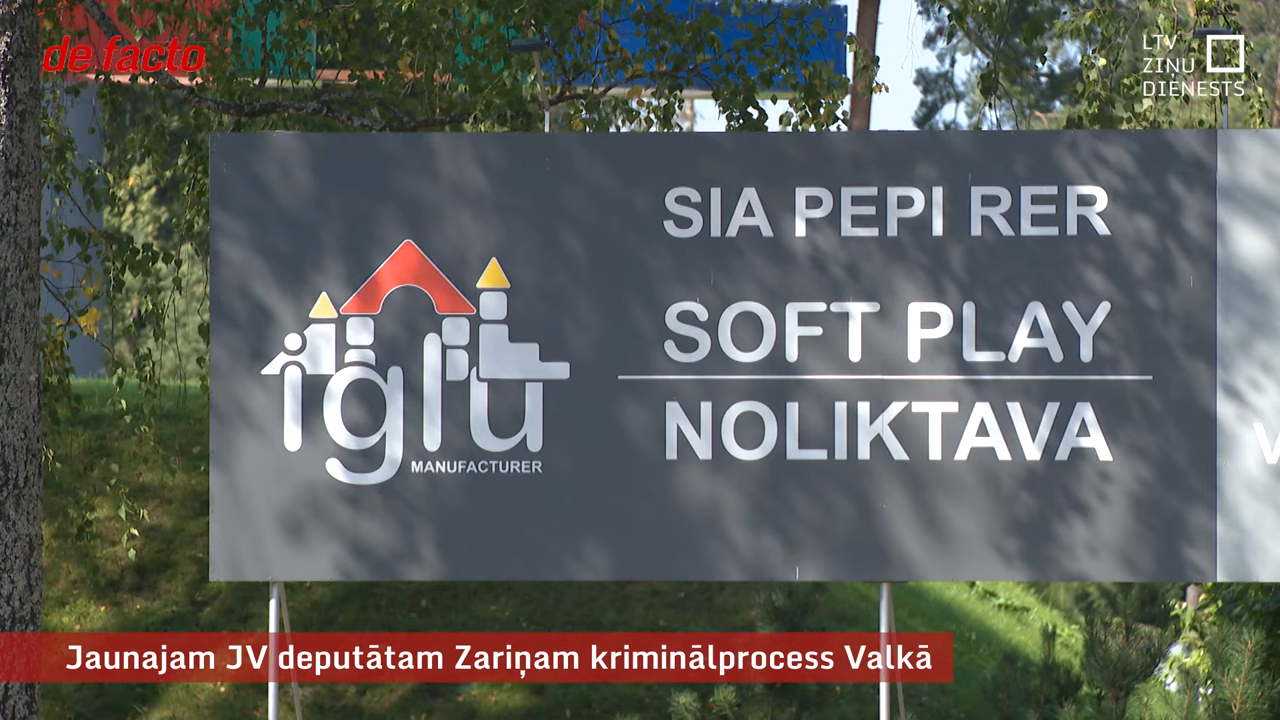 de facto
LTV
ZIŅU
DIENESTS
SIA PEPI RER
SOFT PLAY
NOLIKTAVA
iglu
MANUFACTURER
Jaunajam JV deputātam Zariņam kriminālprocess Valkā